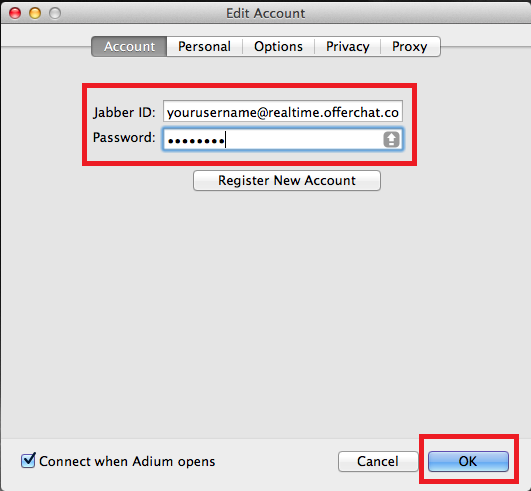 Edit Account
Account Personal Options Privacy Proxy
Jabber ID: yourusername@realtime.offerchat.co
Password: ••••••••
Register New Account
Connect when Adium opens Cancel OK